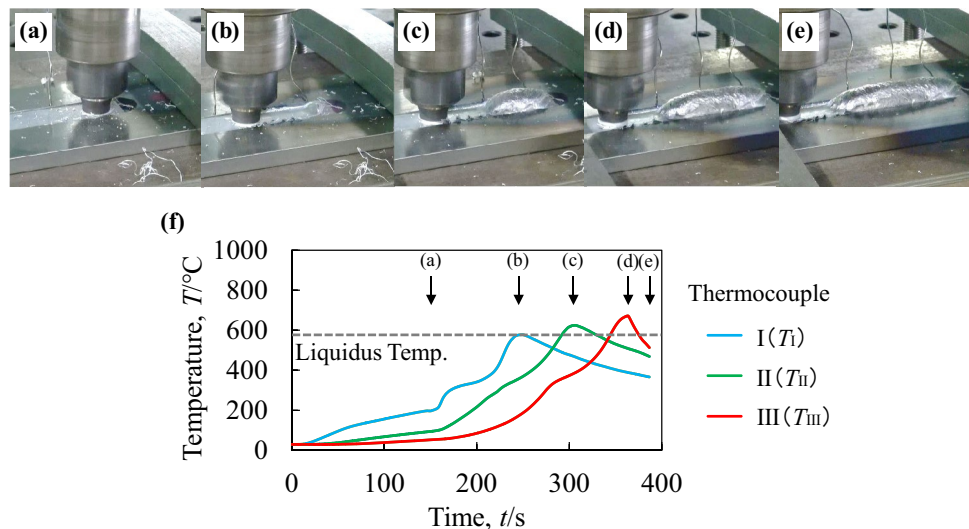 (a) (b) (c) (d) (e)
(f)
1000
(a) (b) (c) (d) (e)
800
Thermocouple
600
I(TI)
Liquidus Temp.
400
II(TII)
200
III(TIII)
0
0 100 200 300 400
Temperature, T/°C
Time, t/s